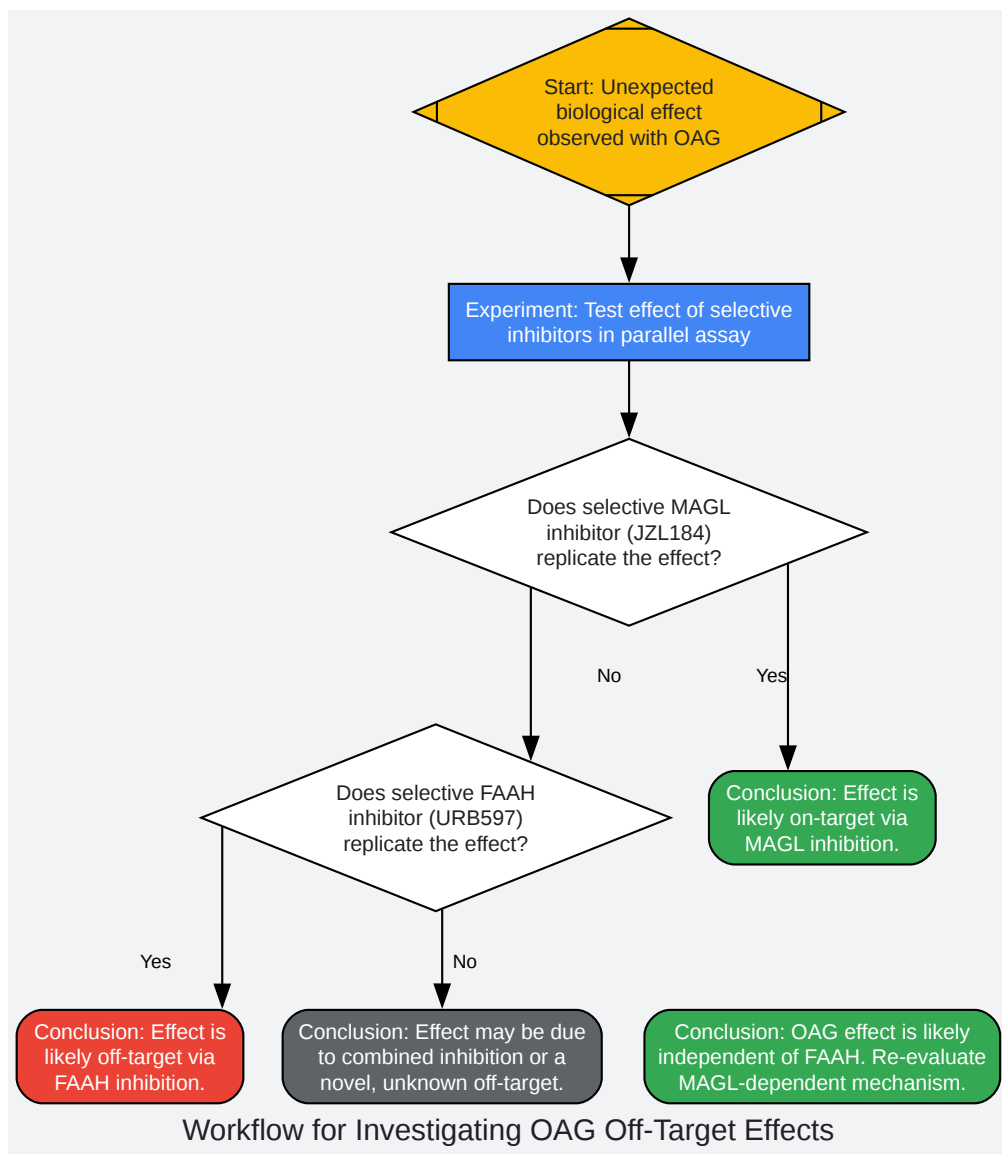 Start: Unexpected
biological effect
observed with OAG
Experiment: Test effect of selective
inhibitors in parallel assay
Does selective MAGL
inhibitor (JZL184)
replicate the effect?
No
Yes
Does selective FAAH
inhibitor (URB597)
replicate the effect?
Conclusion: Effect is
likely on-target via
MAGL inhibition.
Yes
No
Conclusion: Effect is
likely off-target via
FAAH inhibition.
Conclusion: Effect may be due
to combined inhibition or a
novel, unknown off-target.
Conclusion: OAG effect is likely
independent of FAAH. Re-evaluate
MAGL-dependent mechanism.
Workflow for Investigating OAG Off-Target Effects